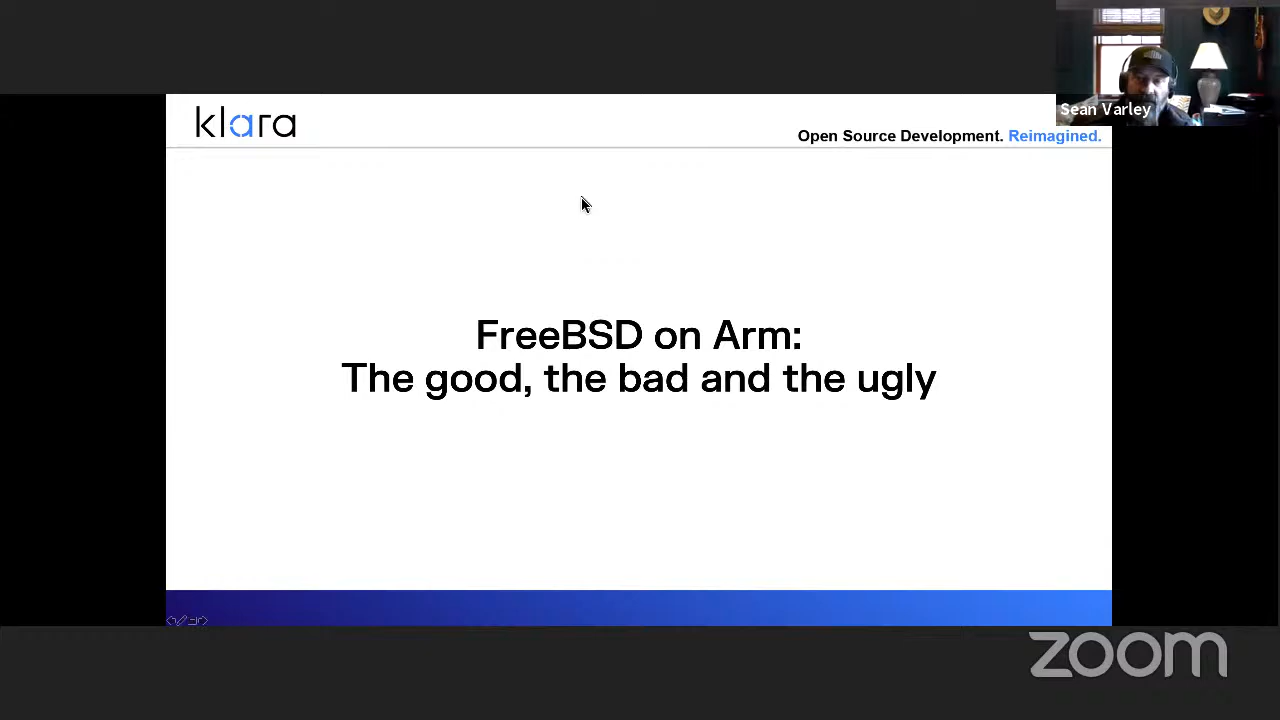 klara
Open Source Development. Reimagined.
Sean Varley
FreeBSD on Arm:
The good, the bad and the ugly
zoom